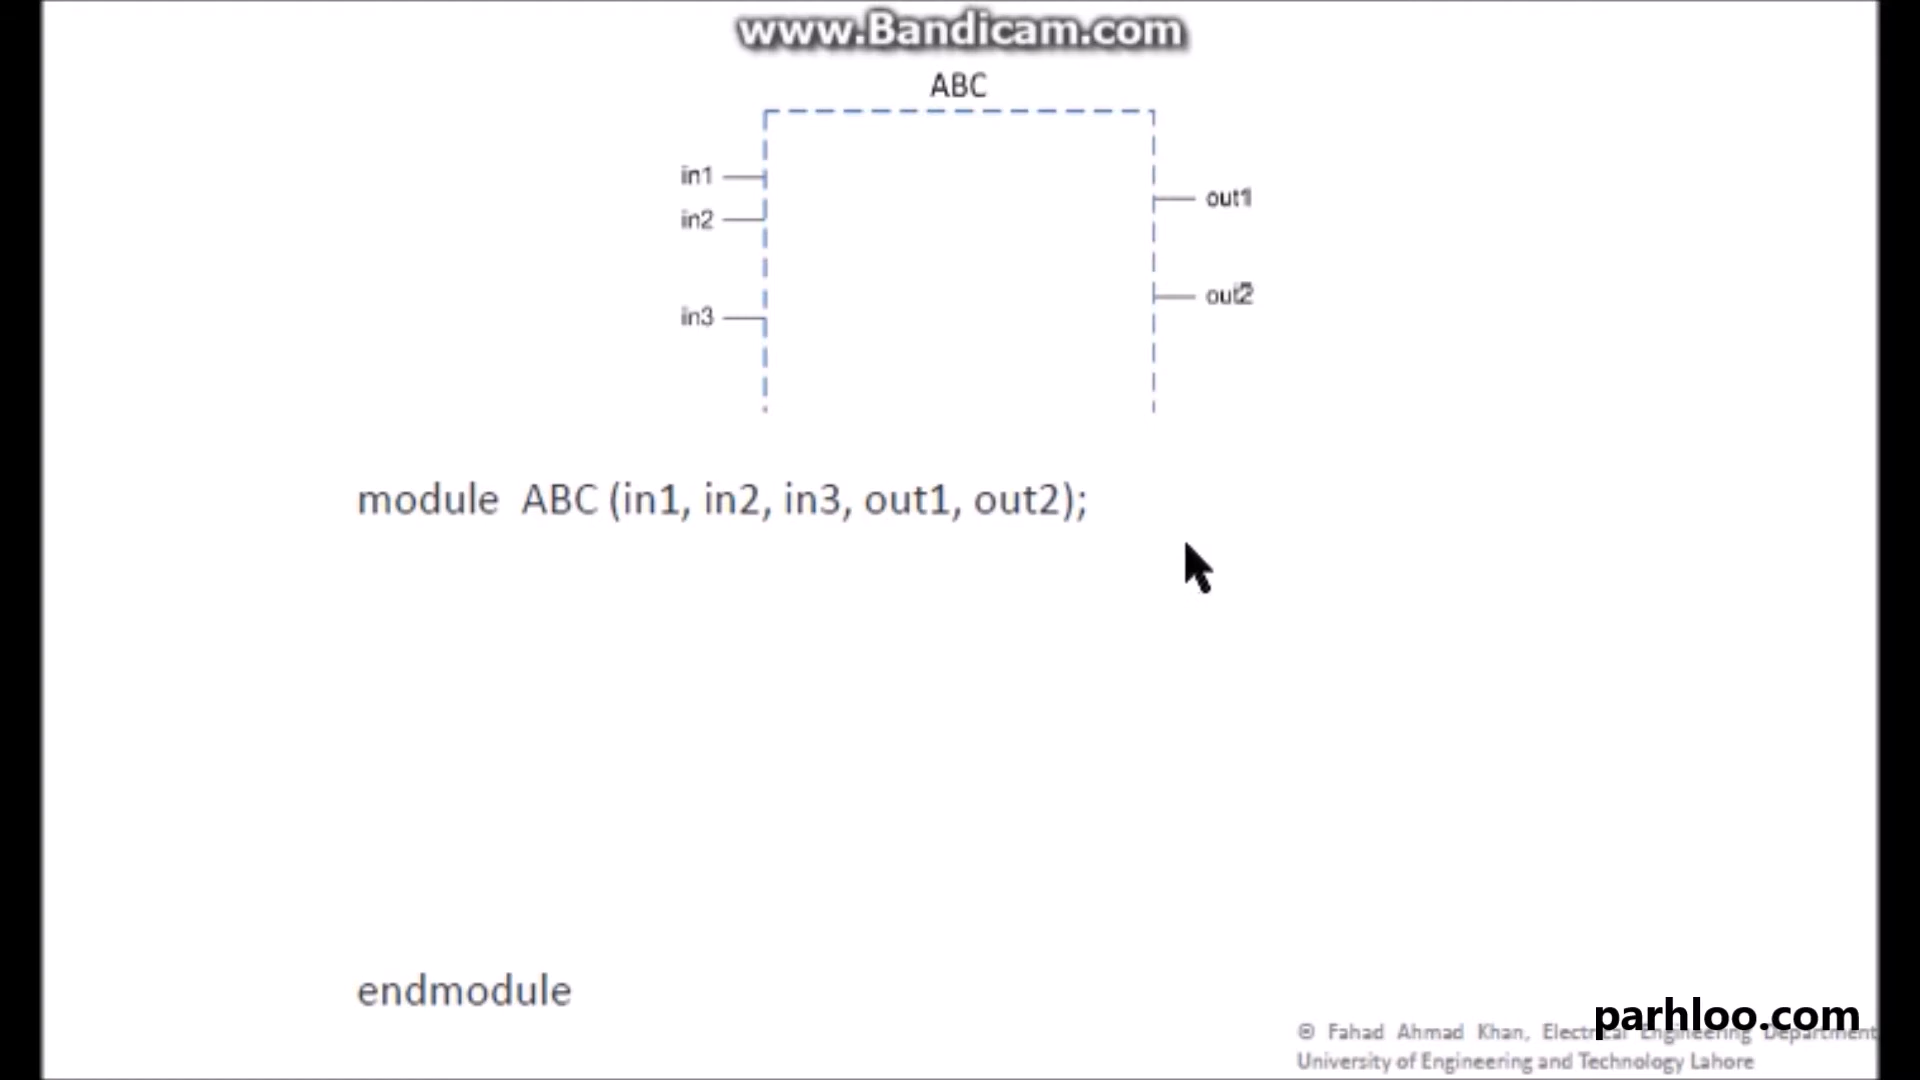 www.Bandicam.com
ABC
in1
out1
in2
out2
in3
module ABC (in1, in2, in3, out1, out2);
endmodule
parhloo.com
© Fahad Ahmad Khan, Electrical Engineering Department
University of Engineering and Technology Lahore